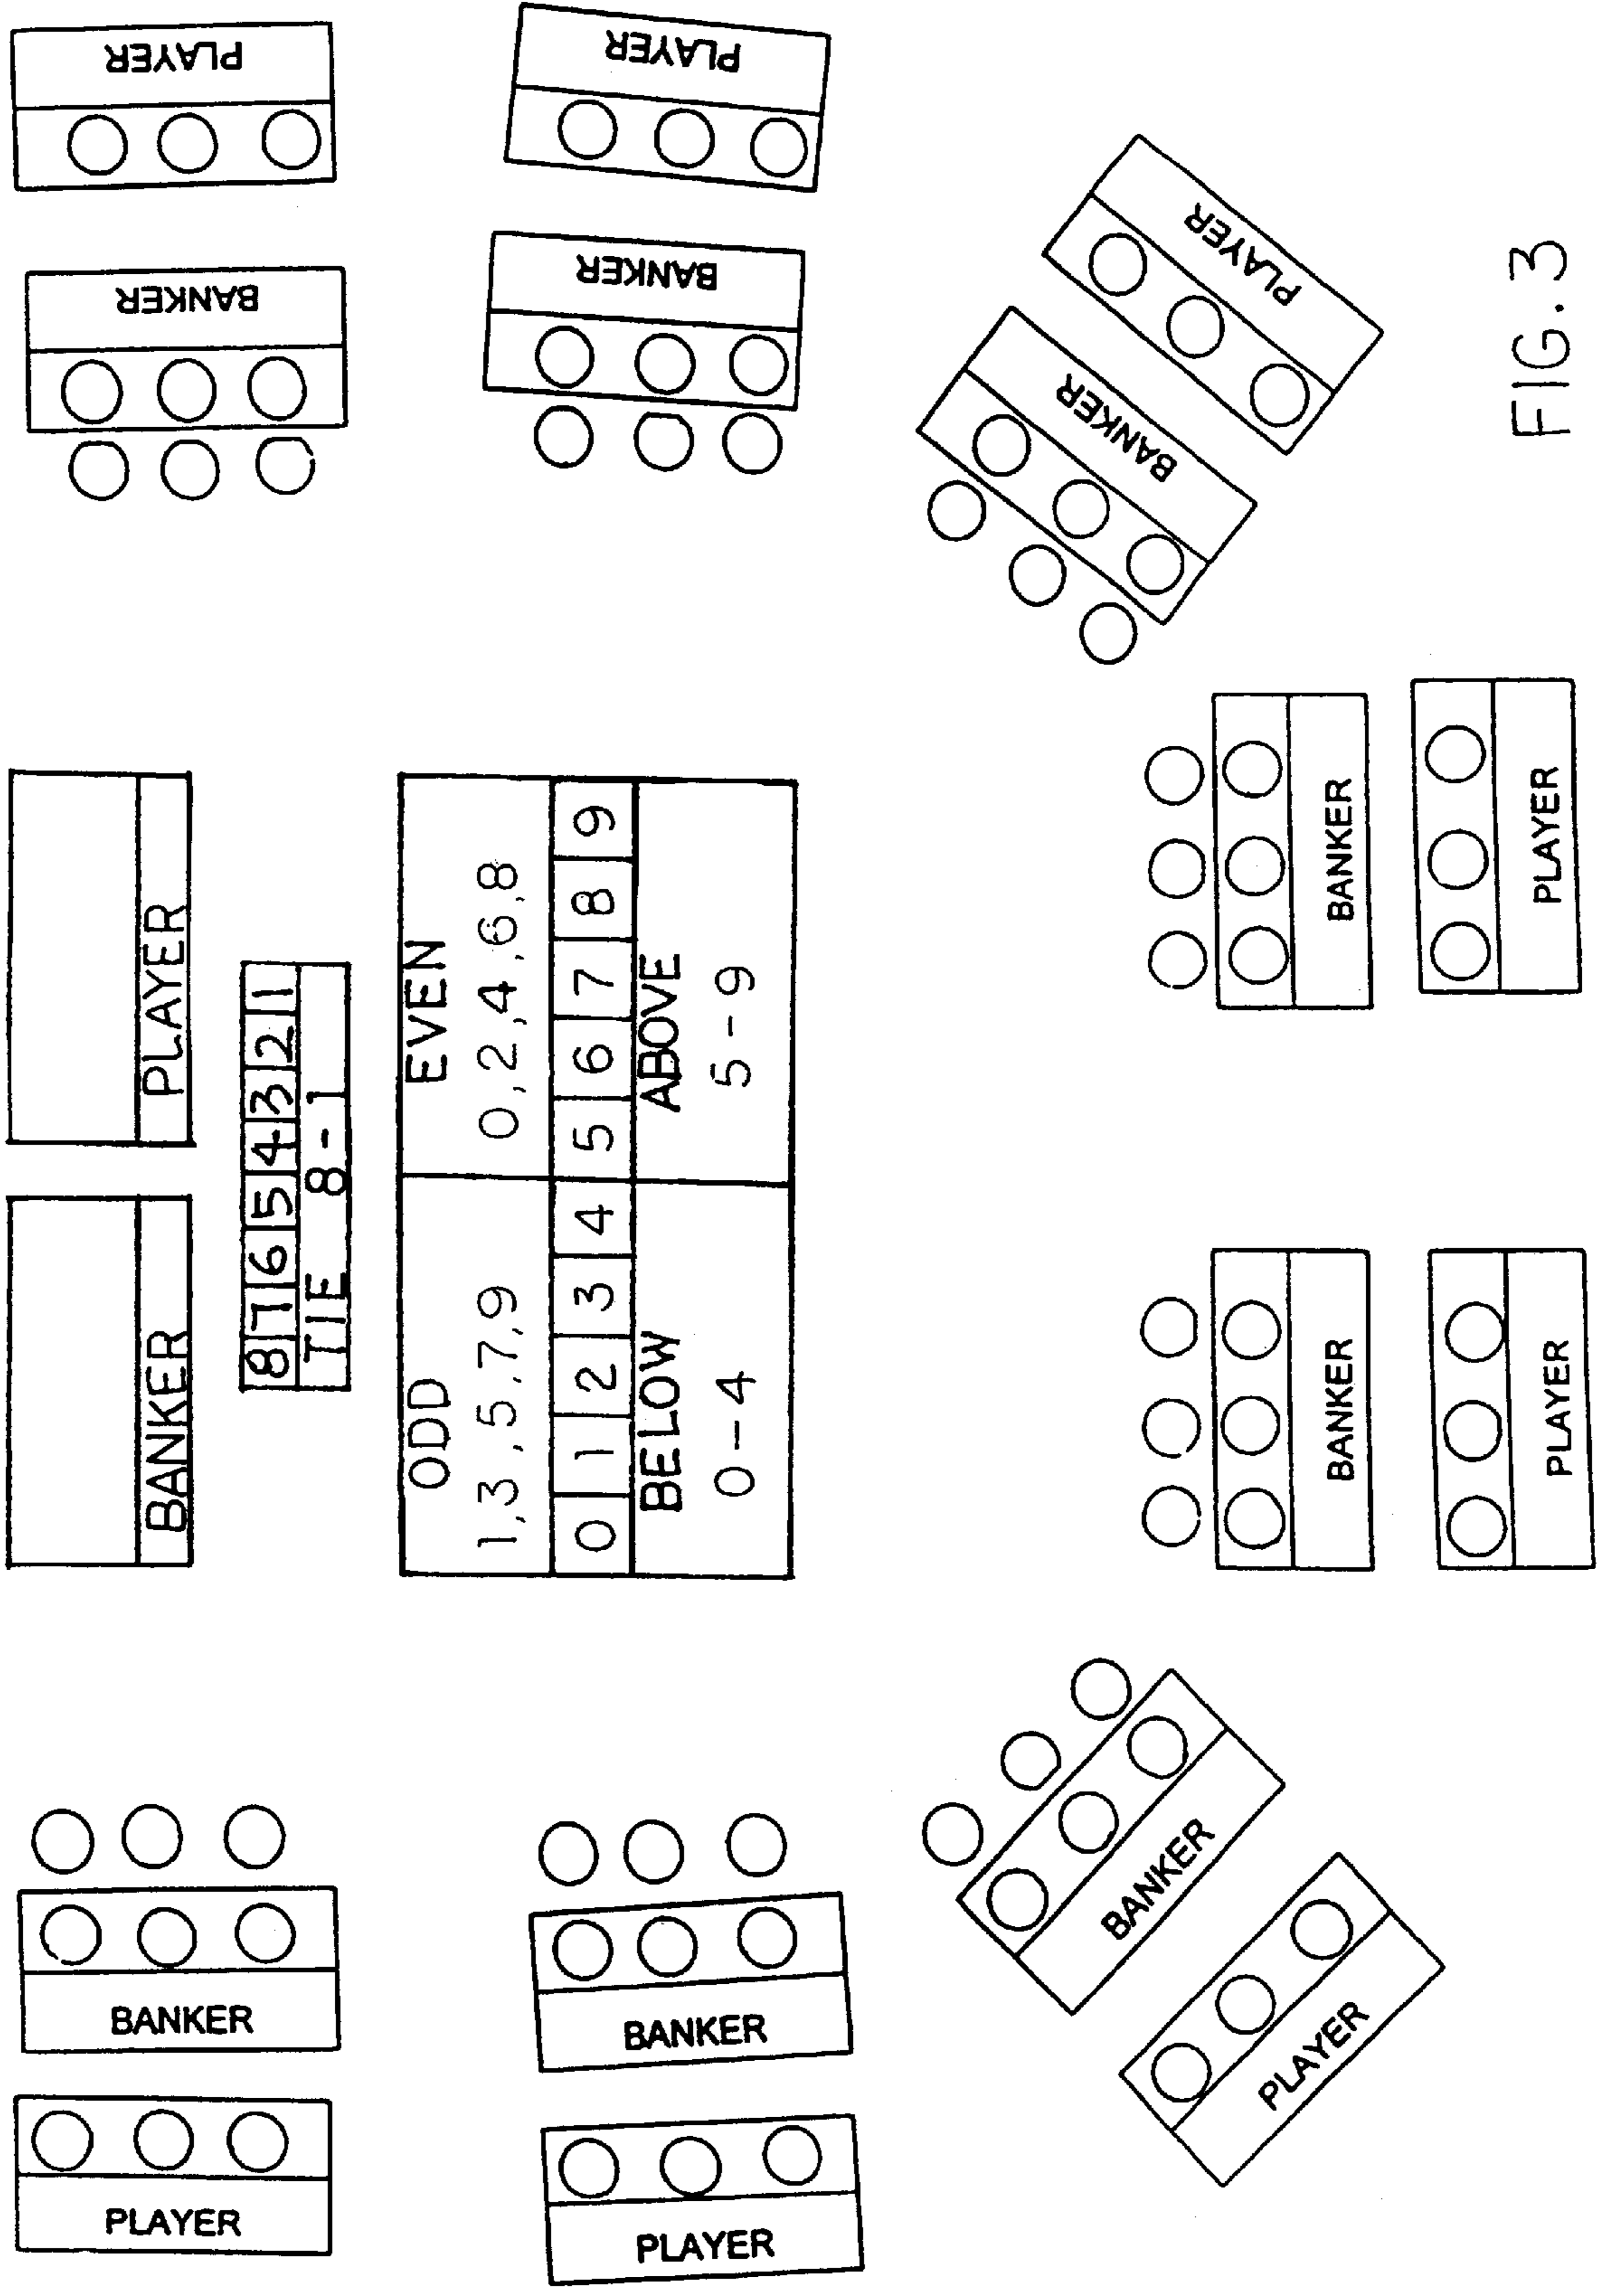 BANKER
PLAYER
8 7 6 5 4 3 2 1
TIE 8-1
ODD
EVEN
1,3,5,7,9
0,2,4,6,8
0 1 2 3 4 5 6 7 8 9
BELOW
ABOVE
0-4
5-9
PLAYER
BANKER
PLAYER
BANKER
PLAYER
BANKER
BANKER
PLAYER
BANKER
PLAYER
BANKER
PLAYER
BANKER
PLAYER
BANKER
PLAYER
FIG.3